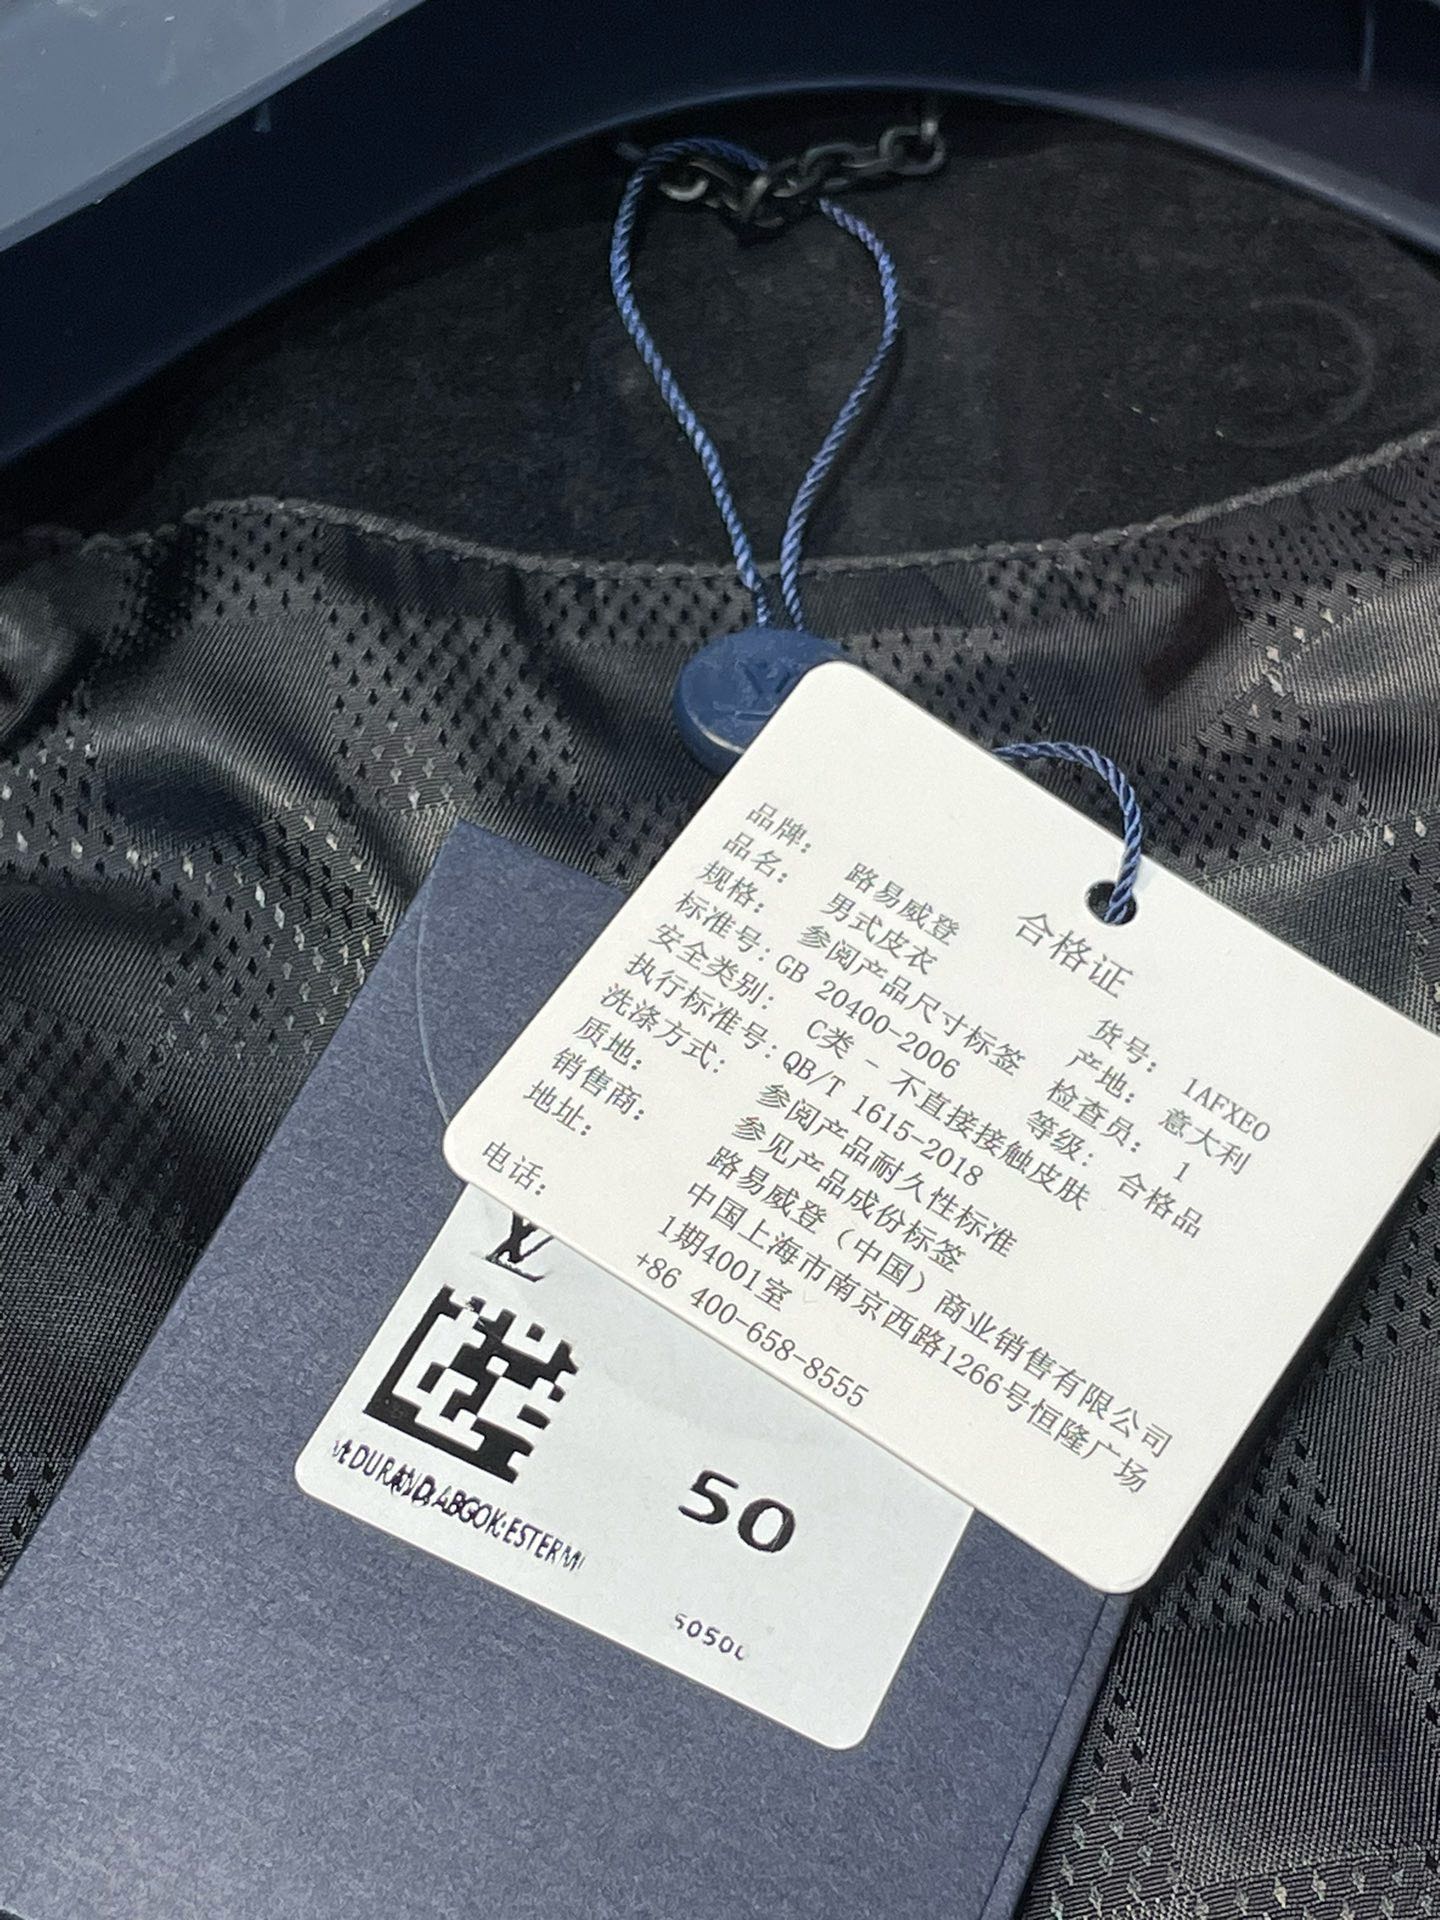 合格证
品牌: 路易威登
品名: 男式皮衣 货号: 1AFXEO
规格: 参阅产品尺寸标签 产地: 意大利
标准号: GB 20400-2006 检查员: 1
安全类别: C类 - 不直接接触皮肤 等级: 合格品
执行标准号: QB/T 1615-2018
洗涤方式: 参阅产品耐久性标准
质地: 参见产品成份标签
销售商: 路易威登（中国）商业销售有限公司
地址: 中国上海市南京西路1266号恒隆广场
1期4001室
电话: +86 400-658-8555
LV
50